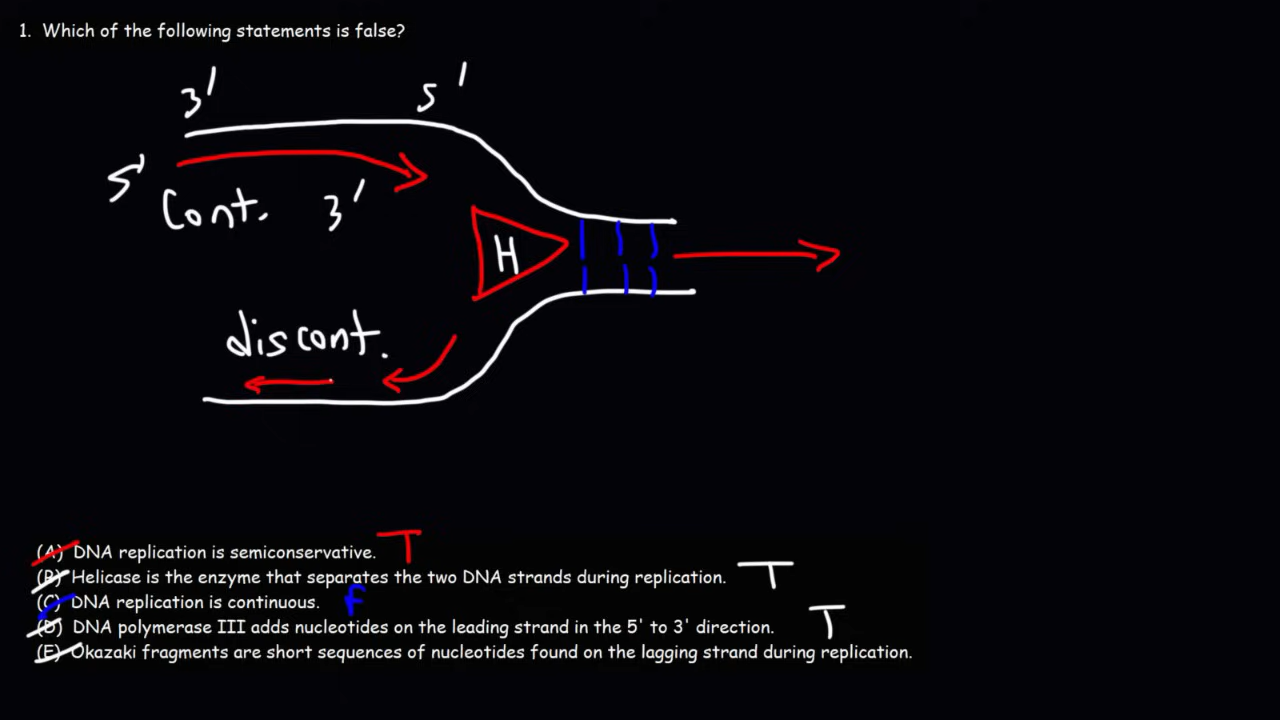 1. Which of the following statements is false?
3' 5'
5' 3'
Cont.
H
discont.
(A) DNA replication is semiconservative. T
(B) Helicase is the enzyme that separates the two DNA strands during replication. T
(C) DNA replication is continuous. F
(D) DNA polymerase III adds nucleotides on the leading strand in the 5' to 3' direction. T
(E) Okazaki fragments are short sequences of nucleotides found on the lagging strand during replication.